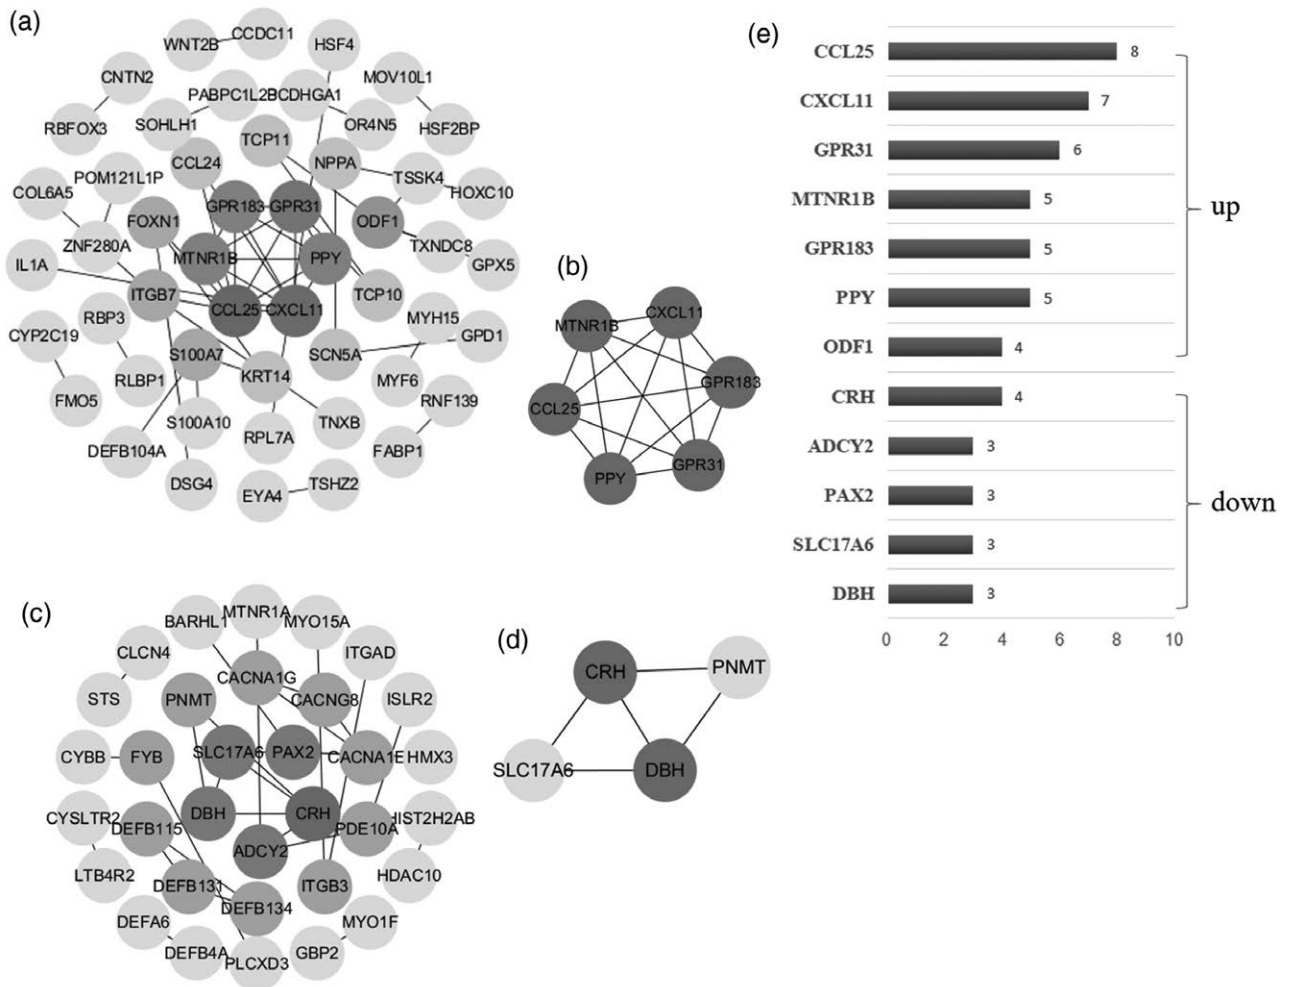 (a)
CCDC11
WNT2B
HSF4
CNTN2
MOV10L1
PABPC1L2B
PCDHGA1
RBFOX3
SOHLH1
OR4N5
HSF2BP
TCP11
CCL24
NPPA
POM121L1P
TSSK4
COL6A5
HOXC10
GPR183
GPR31
FOXN1
ODF1
ZNF280A
TXNDC8
IL1A
MTNR1B
PPY
GPX5
ITGB7
TCP10
RBP3
CCL25
CXCL11
MYH15
CYP2C19
GPD1
S100A7
SCN5A
RLBP1
KRT14
MYF6
FMO5
RNF139
S100A10
TNXB
RPL7A
DEFB104A
FABP1
DSG4
EYA4
TSHZ2
(b)
CXCL11
MTNR1B
GPR183
CCL25
GPR31
PPY
(c)
MTNR1A
BARHL1
MYO15A
CLCN4
ITGAD
CACNA1G
STS
PNMT
CACNG8
ISLR2
SLC17A6
PAX2
CYBB
FYB
CACNA1E
HMX3
DBH
CRH
CYSLTR2
HIST2H2AB
DEFB115
PDE10A
ADCY2
LTB4R2
HDAC10
DEFB131
ITGB3
DEFB134
DEFA6
MYO1F
DEFB4A
GBP2
PLCXD3
(d)
CRH
PNMT
SLC17A6
DBH
(e)
CCL25 8
CXCL11 7
GPR31 6
MTNR1B 5
up
GPR183 5
PPY 5
ODF1 4
CRH 4
ADCY2 3
PAX2 3
down
SLC17A6 3
DBH 3
0 2 4 6 8 10